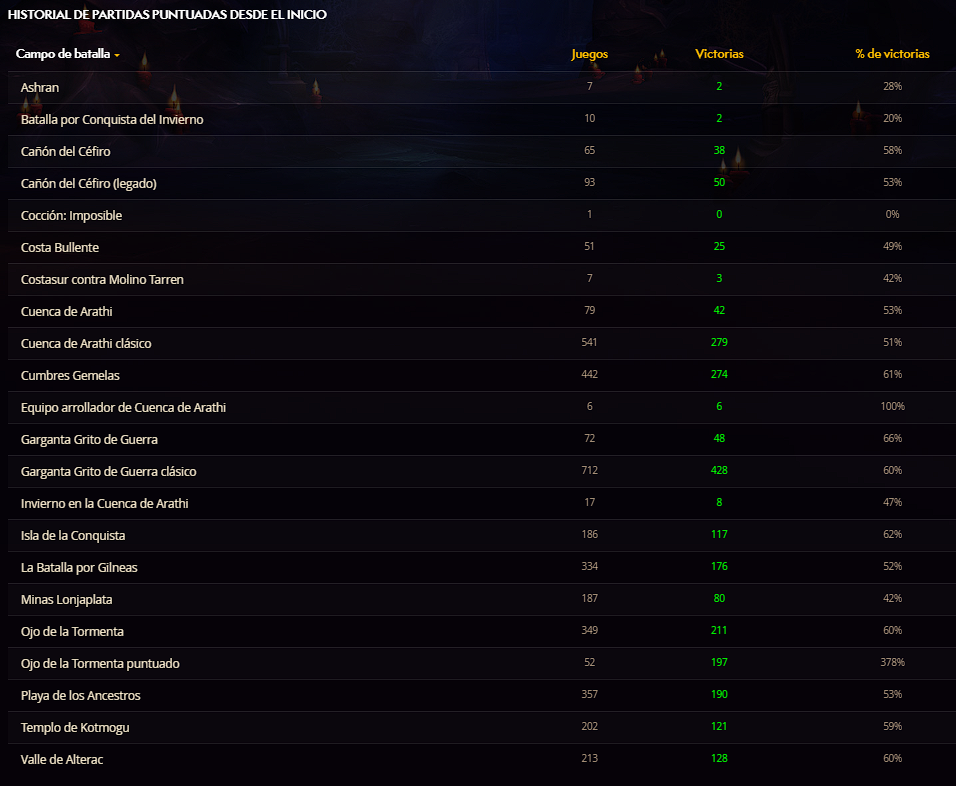 HISTORIAL DE PARTIDAS PUNTUADAS DESDE EL INICIO
Campo de batalla Juegos Victorias % de victorias
Ashran 7 2 28%
Batalla por Conquista del Invierno 10 2 20%
Cañón del Céfiro 65 38 58%
Cañón del Céfiro (legado) 93 50 53%
Cocción: Imposible 1 0 0%
Costa Bullente 51 25 49%
Costasur contra Molino Tarren 7 3 42%
Cuenca de Arathi 79 42 53%
Cuenca de Arathi clásico 541 279 51%
Cumbres Gemelas 442 274 61%
Equipo arrollador de Cuenca de Arathi 6 6 100%
Garganta Grito de Guerra 72 48 66%
Garganta Grito de Guerra clásico 712 428 60%
Invierno en la Cuenca de Arathi 17 8 47%
Isla de la Conquista 186 117 62%
La Batalla por Gilneas 334 176 52%
Minas Lonjaplata 187 80 42%
Ojo de la Tormenta 349 211 60%
Ojo de la Tormenta puntuado 52 197 378%
Playa de los Ancestros 357 190 53%
Templo de Kotmogu 202 121 59%
Valle de Alterac 213 128 60%